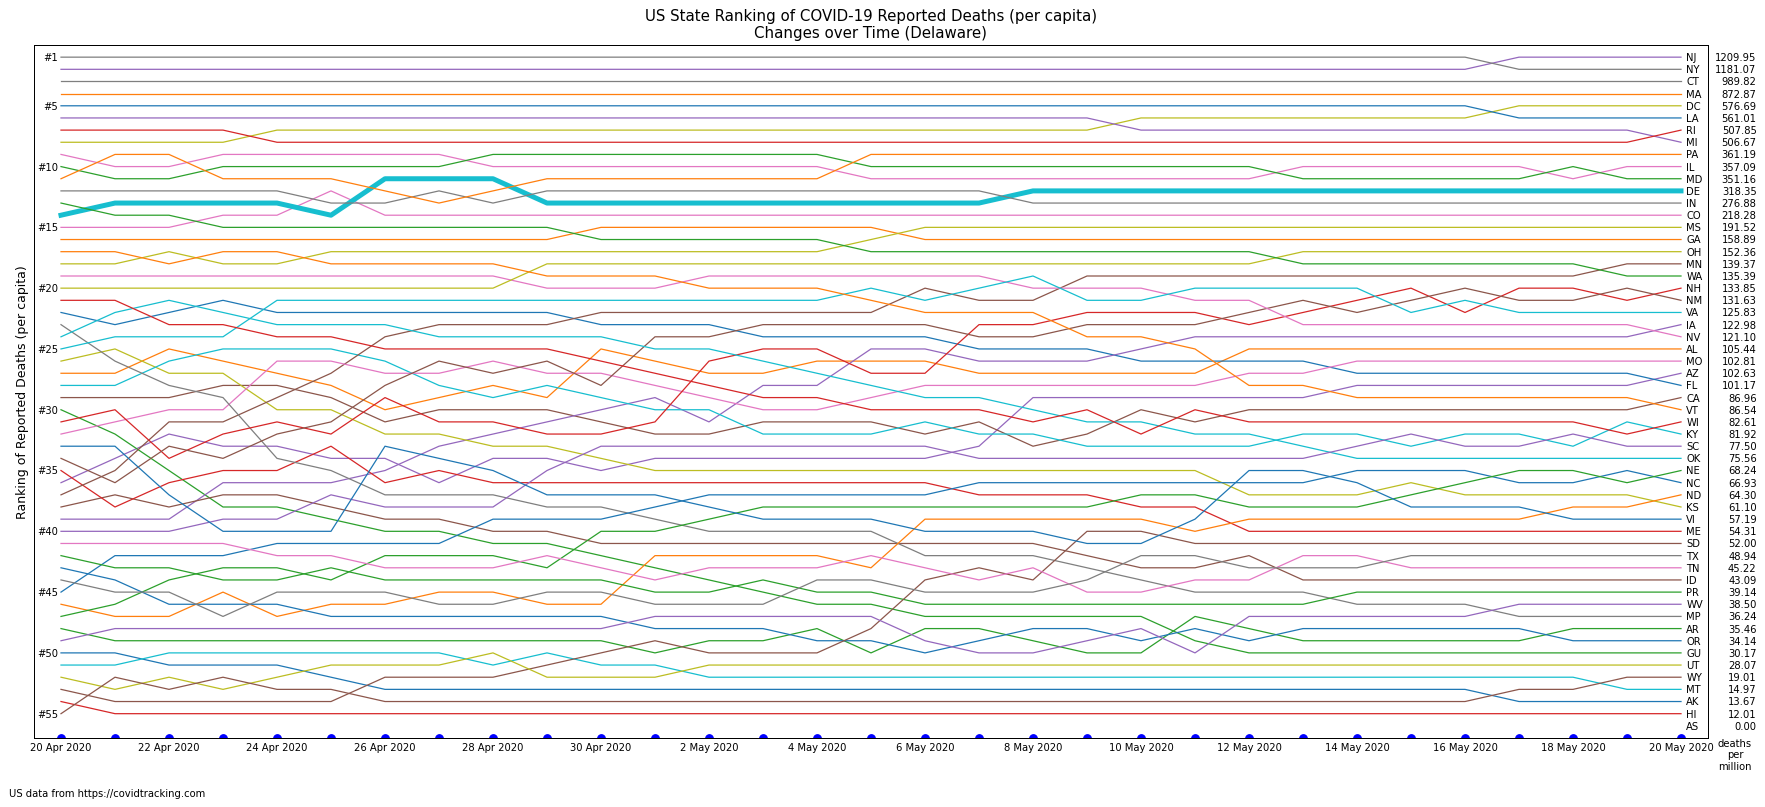 US State Ranking of COVID-19 Reported Deaths (per capita)
Changes over Time (Delaware)
Ranking of Reported Deaths (per capita)
#1
#5
#10
#15
#20
#25
#30
#35
#40
#45
#50
#55
NJ 1209.95
NY 1181.07
CT 989.82
MA 872.87
DC 576.69
LA 561.01
RI 507.85
MI 506.67
PA 361.19
IL 357.09
MD 351.16
DE 318.35
IN 276.88
CO 218.28
MS 191.52
GA 158.89
OH 152.36
MN 139.37
WA 135.39
NH 133.85
NM 131.63
VA 125.83
IA 122.98
NV 121.10
AL 105.44
MO 102.81
AZ 102.63
FL 101.17
CA 86.96
VT 86.54
WI 82.61
KY 81.92
SC 77.50
OK 75.56
NE 68.24
NC 66.93
ND 64.30
KS 61.10
VI 57.19
ME 54.31
SD 52.00
TX 48.94
TN 45.22
ID 43.09
PR 39.14
WV 38.50
MP 36.24
AR 35.46
OR 34.14
GU 30.17
UT 28.07
WY 19.01
MT 14.97
AK 13.67
HI 12.01
AS 0.00
20 Apr 2020 22 Apr 2020 24 Apr 2020 26 Apr 2020 28 Apr 2020 30 Apr 2020 2 May 2020 4 May 2020 6 May 2020 8 May 2020 10 May 2020 12 May 2020 14 May 2020 16 May 2020 18 May 2020 20 May 2020
deaths
per
million
US data from https://covidtracking.com